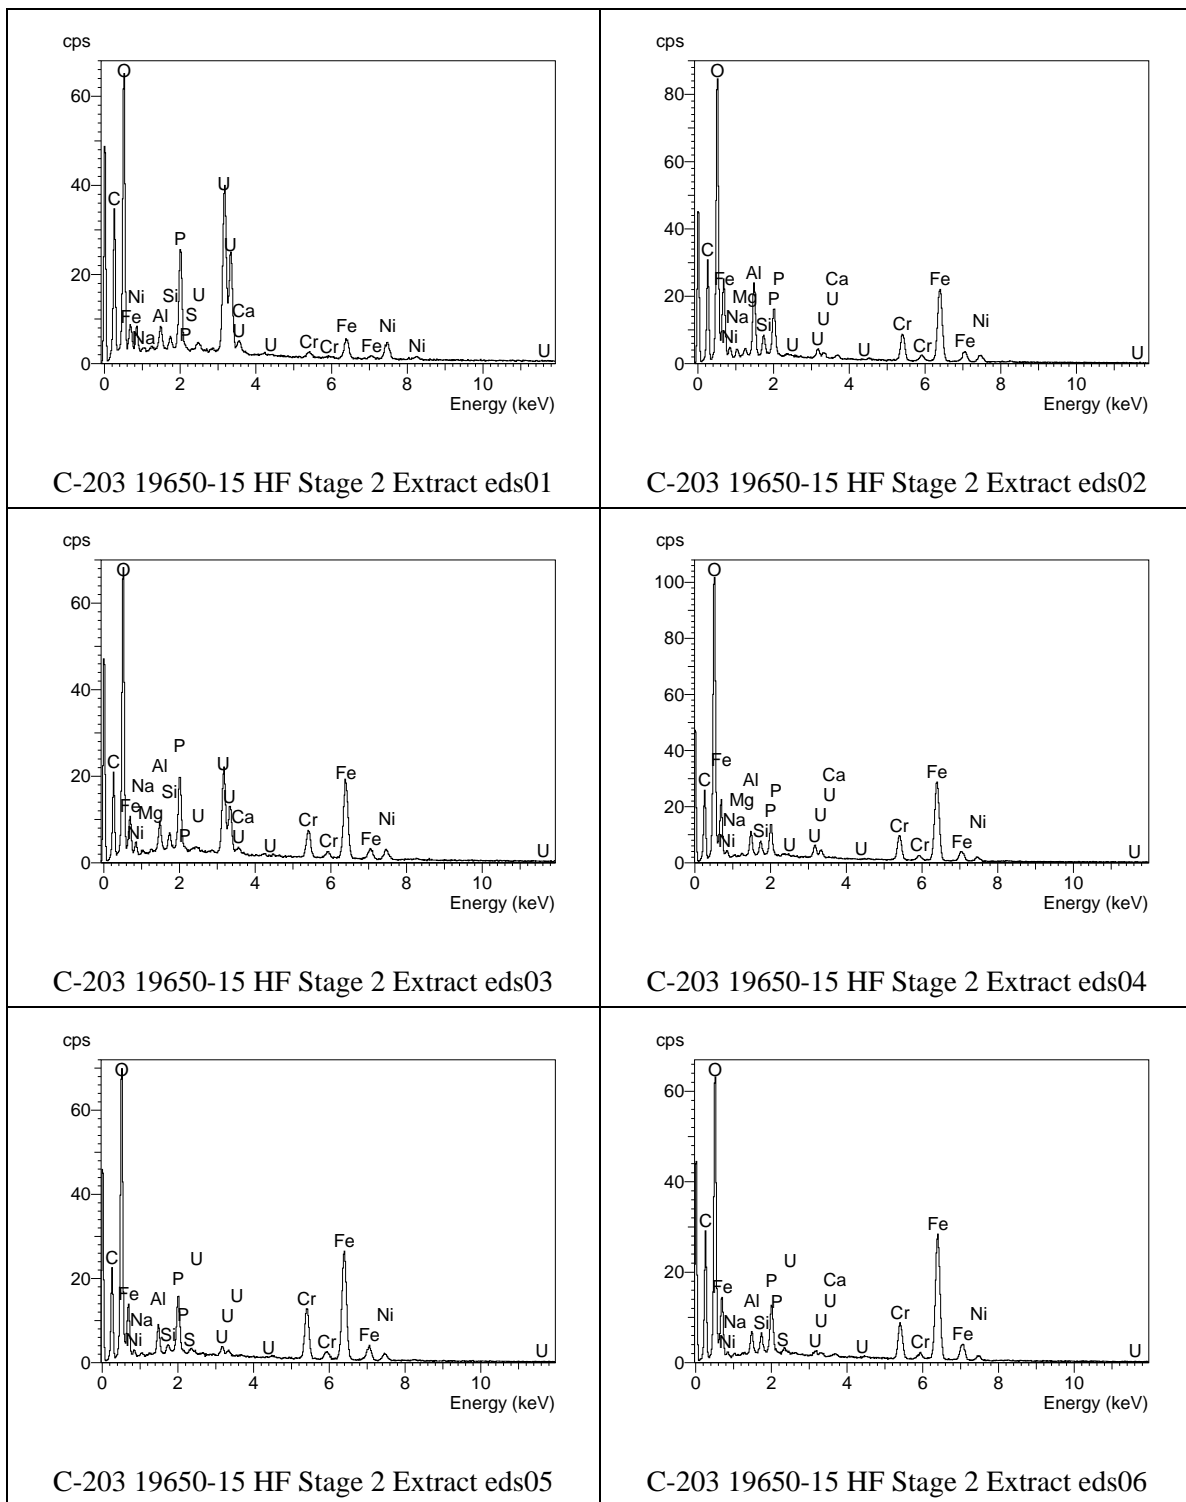 cps
60
40
20
0
O
C
U
U
P
Ni
Si
U
Fe
Na
Al
S
P
Ca
U
U
Cr
Cr
Fe
Fe
Ni
Ni
U
0 2 4 6 8 10
Energy (keV)
C-203 19650-15 HF Stage 2 Extract eds01
cps
80
60
40
20
0
O
C
Fe
Al
P
Mg
P
Na
Si
Ni
U
Ca
U
U
U
U
Cr
Cr
Fe
Fe
Ni
U
0 2 4 6 8 10
Energy (keV)
C-203 19650-15 HF Stage 2 Extract eds02
cps
60
40
20
0
O
C
Na
Al
P
Fe
Mg
Si
U
Ni
P
U
U
Ca
U
U
Cr
Cr
Fe
Fe
Ni
U
0 2 4 6 8 10
Energy (keV)
C-203 19650-15 HF Stage 2 Extract eds03
cps
100
80
60
40
20
0
O
Fe
C
Al
P
Mg
P
Na
Si
Ni
U
Ca
U
U
U
U
Cr
Cr
Fe
Fe
Ni
U
0 2 4 6 8 10
Energy (keV)
C-203 19650-15 HF Stage 2 Extract eds04
cps
60
40
20
0
O
C
Fe
Al
P
U
Na
P
Si
Ni
S
U
U
U
U
Cr
Cr
Fe
Fe
Ni
U
0 2 4 6 8 10
Energy (keV)
C-203 19650-15 HF Stage 2 Extract eds05
cps
60
40
20
0
O
C
Fe
Al
P
U
P
Na
Si
Ni
S
Ca
U
U
U
U
Cr
Cr
Fe
Fe
Ni
U
0 2 4 6 8 10
Energy (keV)
C-203 19650-15 HF Stage 2 Extract eds06